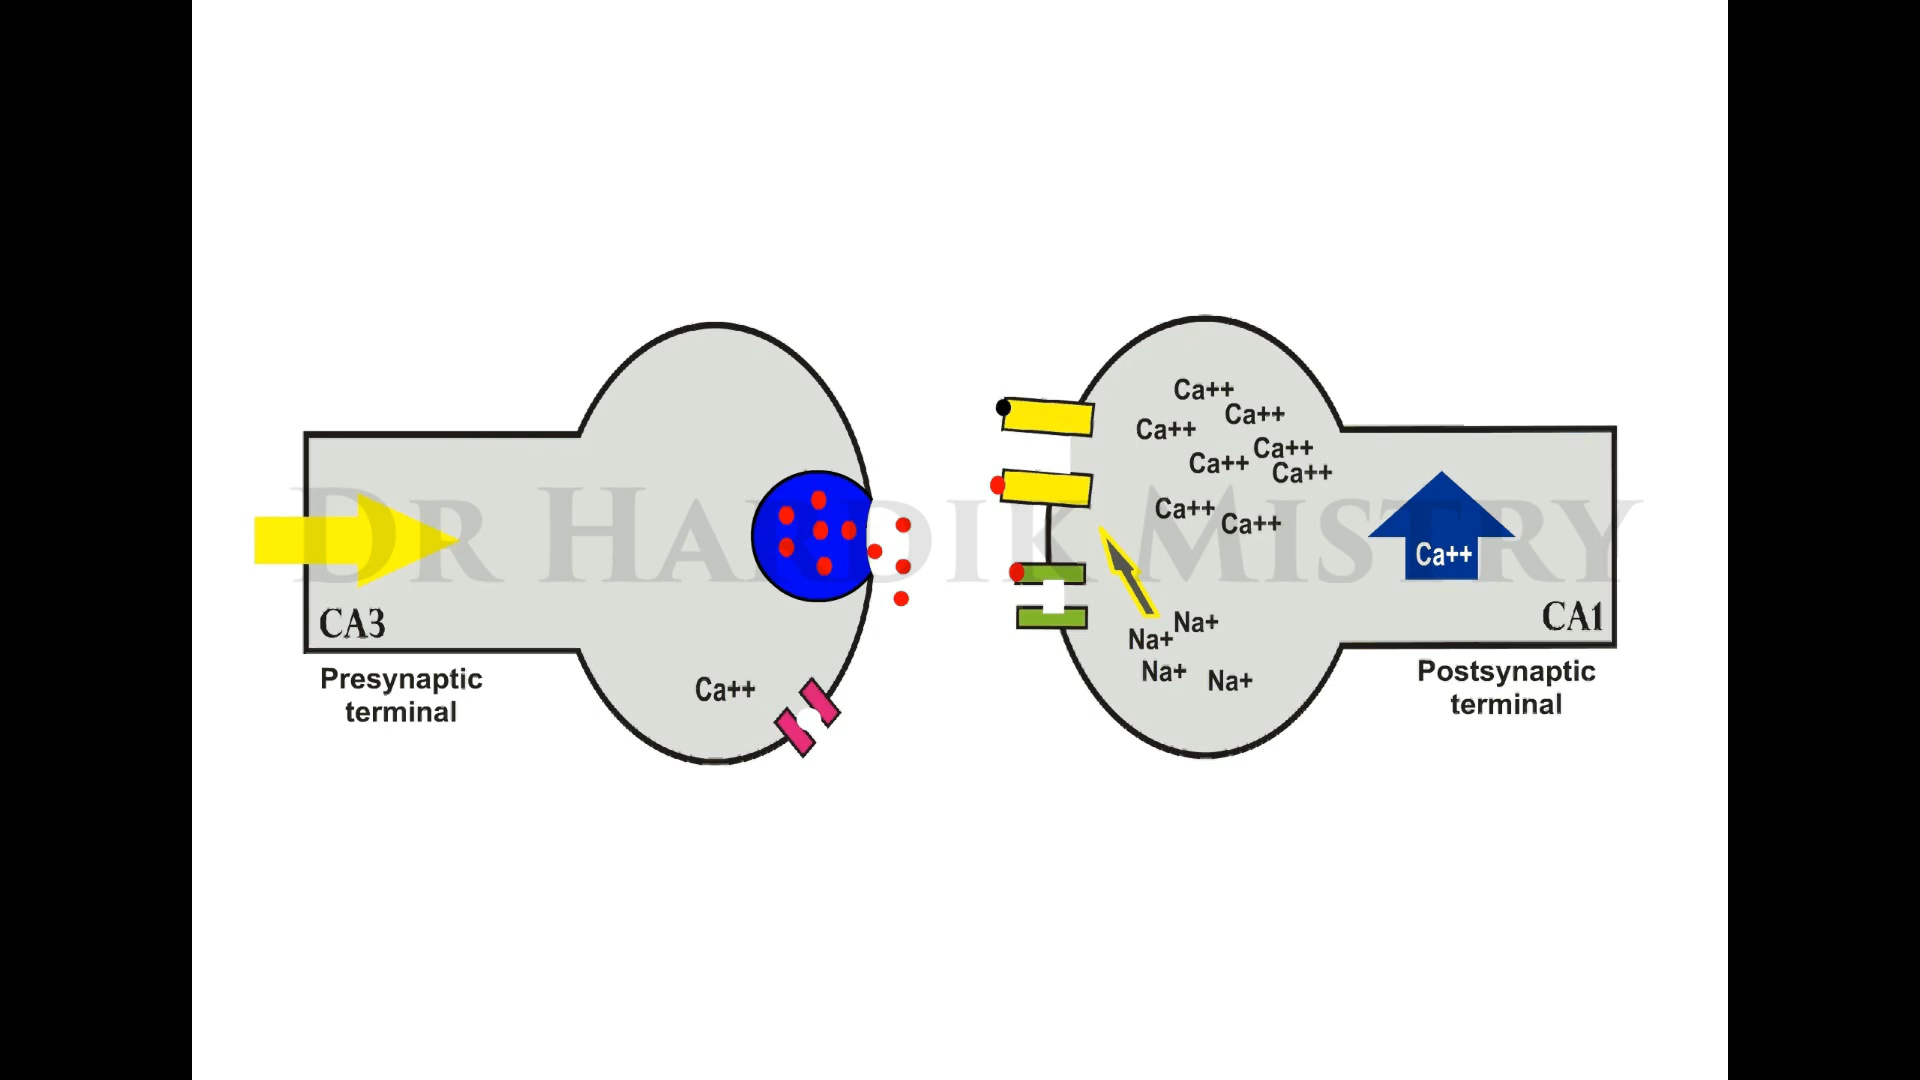 Ca++
Ca++
Ca++
Ca++
Ca++
Ca++
Ca++
Ca++
DR HARDIK MISTRY
Ca++
CA3
CA1
Na+
Na+
Na+
Na+
Presynaptic
terminal
Ca++
Postsynaptic
terminal